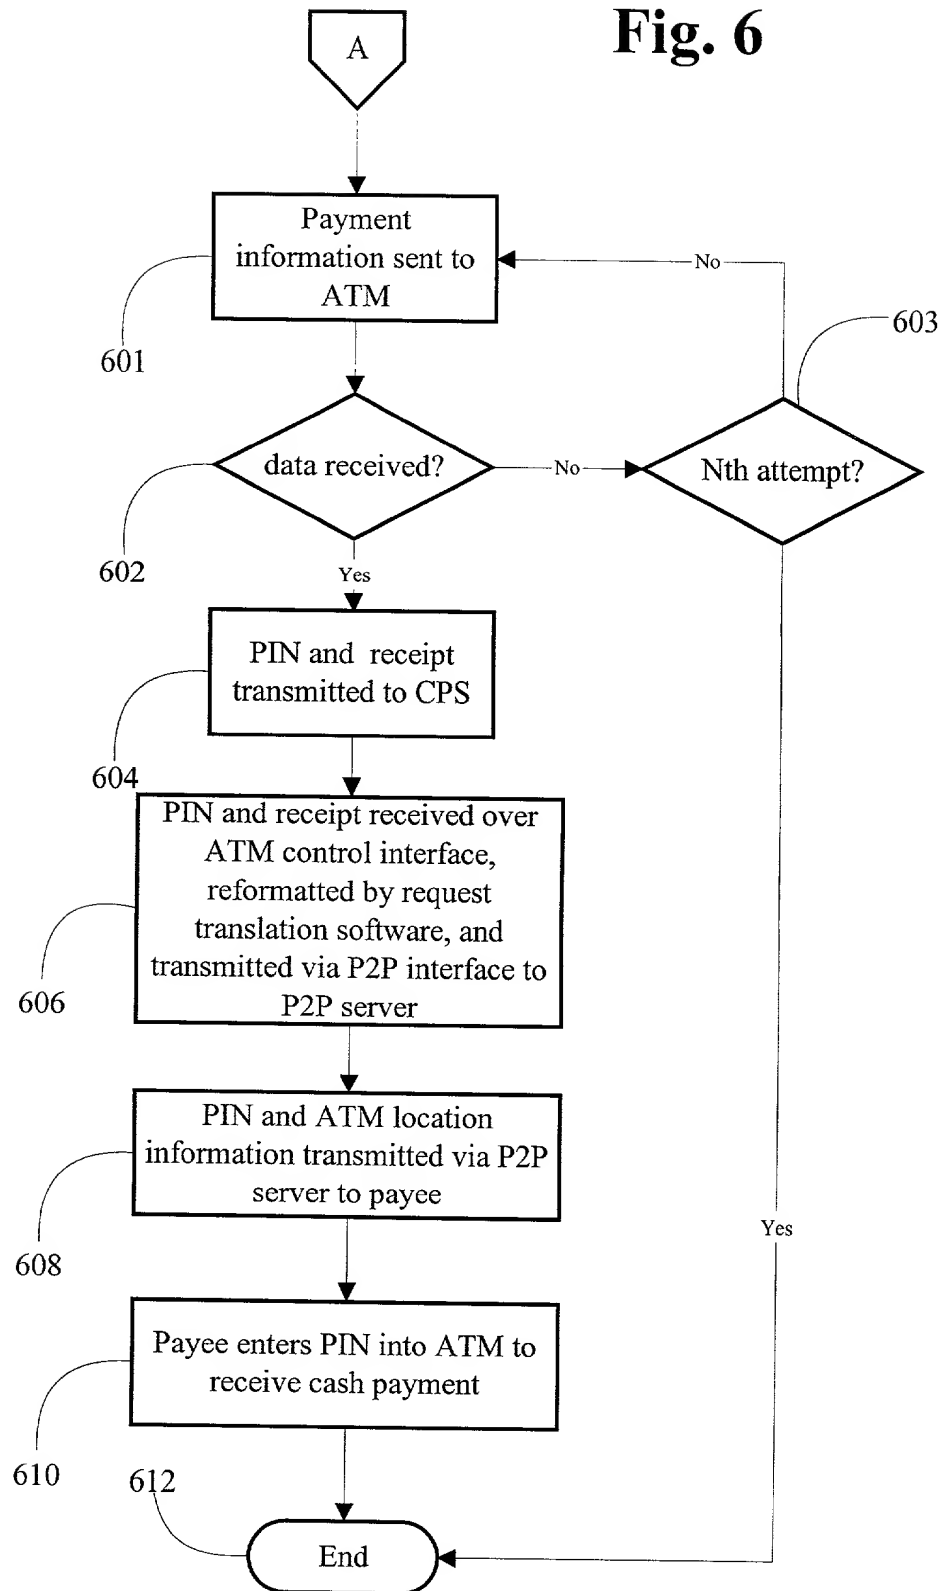 Fig. 6
A
Payment
information sent to
ATM
No
601
603
data received?
No
Nth attempt?
602
Yes
PIN and receipt
transmitted to CPS
604
PIN and receipt received over
ATM control interface,
reformatted by request
translation software, and
transmitted via P2P interface to
P2P server
606
PIN and ATM location
information transmitted via P2P
server to payee
608
Yes
Payee enters PIN into ATM to
receive cash payment
610
612
End